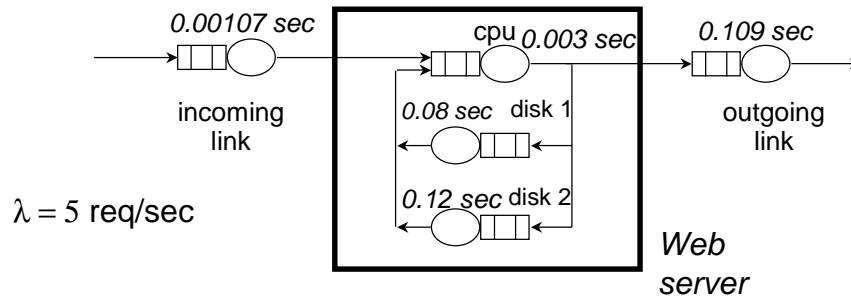 0.00107 sec
cpu 0.003 sec
0.109 sec
incoming
link
0.08 sec disk 1
outgoing
link
0.12 sec disk 2
λ = 5 req/sec
Web
server